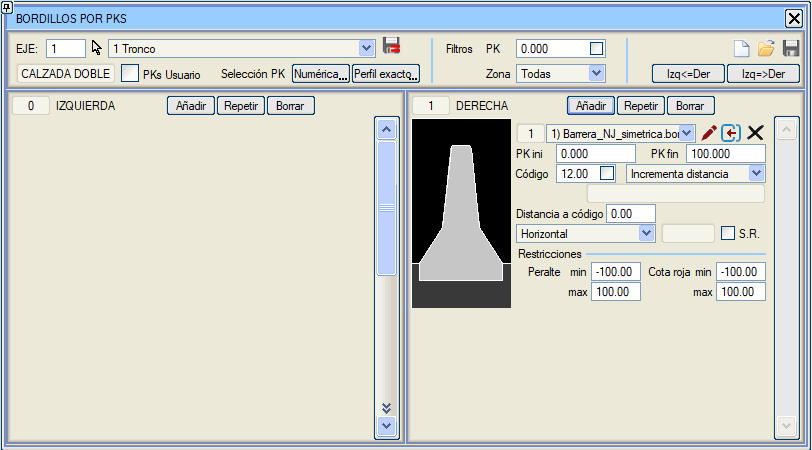 BORDILLOS POR PKS
EJE: 1 1 Tronco Filtros PK 0.000
CALZADA DOBLE PKs Usuario Selección PK Numérica... Perfil exacto... Zona Todas Izq<=Der Izq=>Der
0 IZQUIERDA Añadir Repetir Borrar
1 DERECHA Añadir Repetir Borrar
1 1) Barrera_NJ_simetrica.bor
PK ini 0.000 PK fin 100.000
Código 12.00 Incrementa distancia
Distancia a código 0.00
Horizontal S.R.
Restricciones
Peralte min -100.00 Cota roja min -100.00
max 100.00 max 100.00